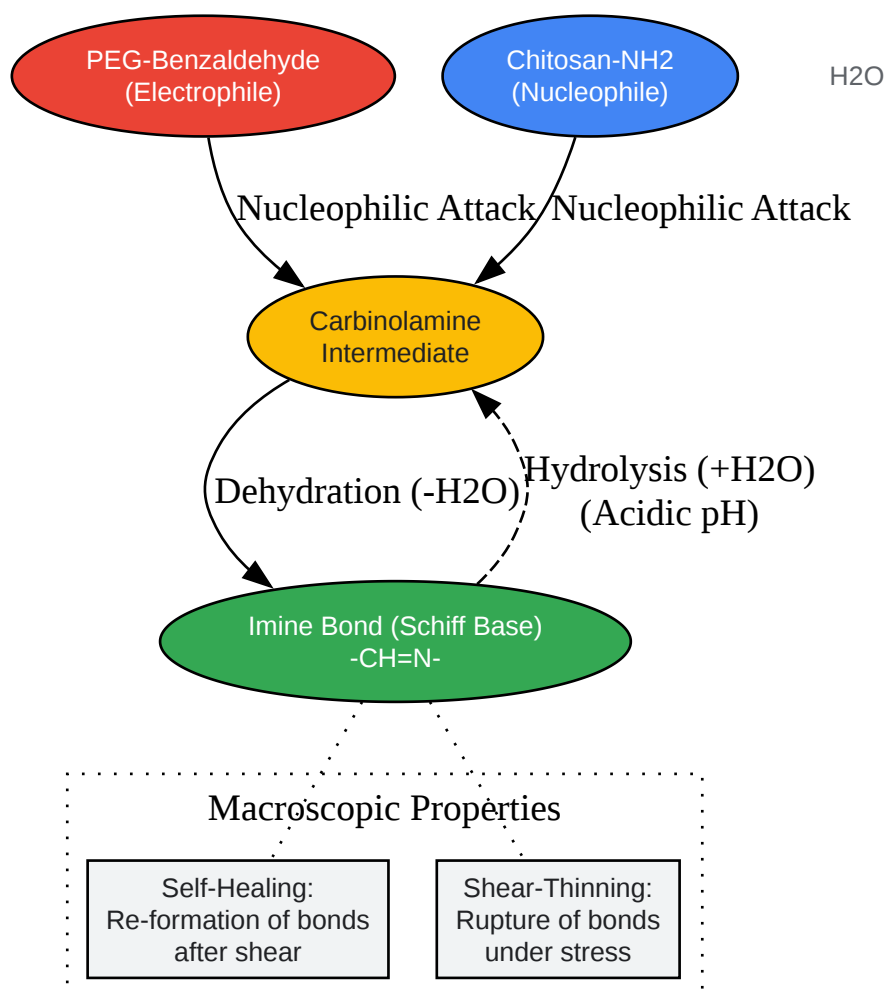 PEG-Benzaldehyde
(Electrophile)
Chitosan-NH2
(Nucleophile)
H2O
Nucleophilic Attack
Nucleophilic Attack
Carbinolamine
Intermediate
Dehydration (-H2O)
Hydrolysis (+H2O)
(Acidic pH)
Imine Bond (Schiff Base)
-CH=N-
Macroscopic Properties
Self-Healing:
Re-formation of bonds
after shear
Shear-Thinning:
Rupture of bonds
under stress